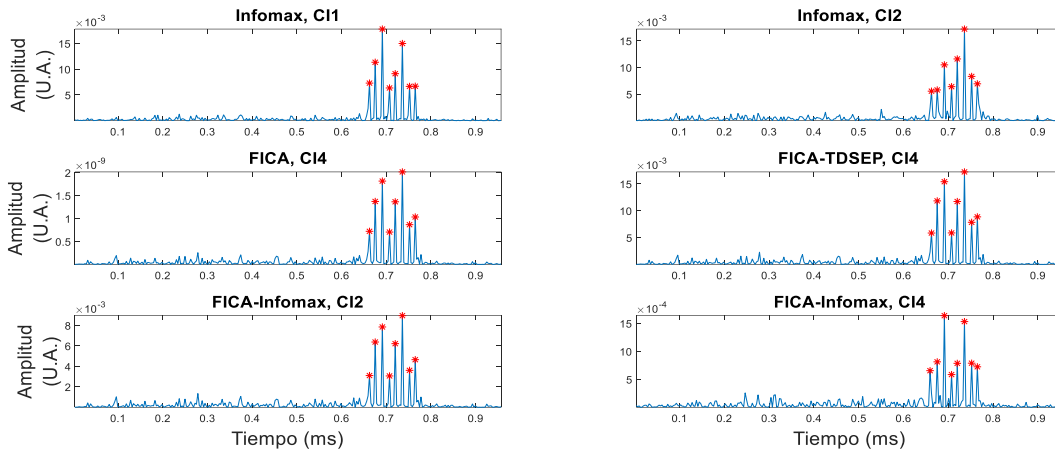 Infomax, CI1
×10-3
15
10
5
0.1 0.2 0.3 0.4 0.5 0.6 0.7 0.8 0.9
Amplitud
(U.A.)
Infomax, CI2
×10-3
15
10
5
0.1 0.2 0.3 0.4 0.5 0.6 0.7 0.8 0.9
FICA, CI4
×10-9
2
1.5
1
0.5
0.1 0.2 0.3 0.4 0.5 0.6 0.7 0.8 0.9
Amplitud
(U.A.)
FICA-TDSEP, CI4
×10-3
15
10
5
0.1 0.2 0.3 0.4 0.5 0.6 0.7 0.8 0.9
FICA-Infomax, CI2
×10-3
8
6
4
2
0.1 0.2 0.3 0.4 0.5 0.6 0.7 0.8 0.9
Amplitud
(U.A.)
Tiempo (ms)
FICA-Infomax, CI4
×10-4
15
10
5
0.1 0.2 0.3 0.4 0.5 0.6 0.7 0.8 0.9
Tiempo (ms)